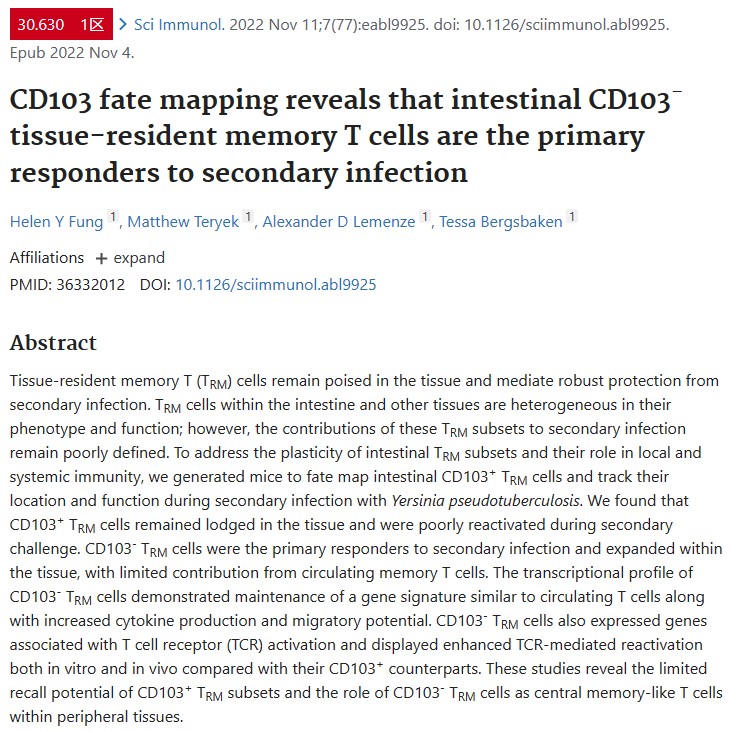 30.630 1区 Sci Immunol. 2022 Nov 11;7(77):eabl9925. doi: 10.1126/sciimmunol.abl9925.
Epub 2022 Nov 4.
CD103 fate mapping reveals that intestinal CD103⁻
tissue-resident memory T cells are the primary
responders to secondary infection
Helen Y Fung 1, Matthew Teryek 1, Alexander D Lemenze 1, Tessa Bergsbaken 1
Affiliations + expand
PMID: 36332012 DOI: 10.1126/sciimmunol.abl9925
Abstract
Tissue-resident memory T (TRM) cells remain poised in the tissue and mediate robust protection from
secondary infection. TRM cells within the intestine and other tissues are heterogeneous in their
phenotype and function; however, the contributions of these TRM subsets to secondary infection
remain poorly defined. To address the plasticity of intestinal TRM subsets and their role in local and
systemic immunity, we generated mice to fate map intestinal CD103⁺ TRM cells and track their
location and function during secondary infection with Yersinia pseudotuberculosis. We found that
CD103⁺ TRM cells remained lodged in the tissue and were poorly reactivated during secondary
challenge. CD103⁻ TRM cells were the primary responders to secondary infection and expanded within
the tissue, with limited contribution from circulating memory T cells. The transcriptional profile of
CD103⁻ TRM cells demonstrated maintenance of a gene signature similar to circulating T cells along
with increased cytokine production and migratory potential. CD103⁻ TRM cells also expressed genes
associated with T cell receptor (TCR) activation and displayed enhanced TCR-mediated reactivation
both in vitro and in vivo compared with their CD103⁺ counterparts. These studies reveal the limited
recall potential of CD103⁺ TRM subsets and the role of CD103⁻ TRM cells as central memory-like T cells
within peripheral tissues.